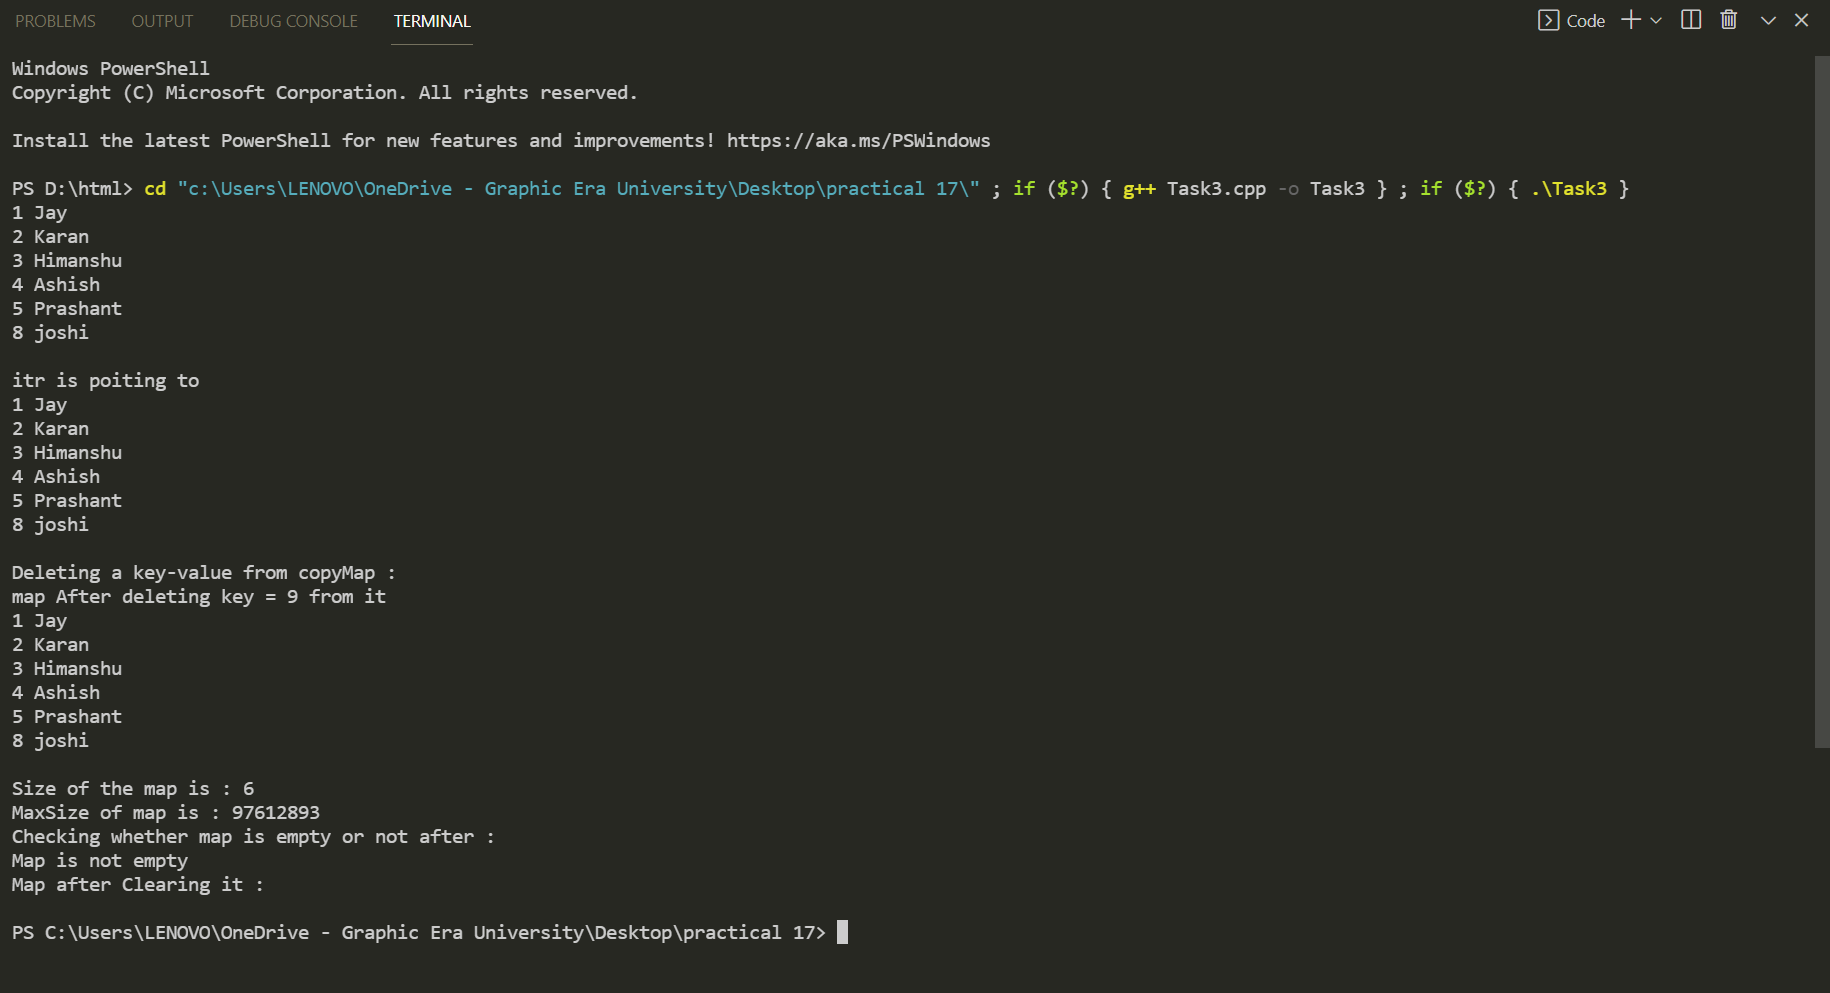 PROBLEMS OUTPUT DEBUG CONSOLE TERMINAL Code
Windows PowerShell
Copyright (C) Microsoft Corporation. All rights reserved.
Install the latest PowerShell for new features and improvements! https://aka.ms/PSWindows
PS D:\html> cd "c:\Users\LENOVO\OneDrive - Graphic Era University\Desktop\practical 17\" ; if ($?) { g++ Task3.cpp -o Task3 } ; if ($?) { .\Task3 }
1 Jay
2 Karan
3 Himanshu
4 Ashish
5 Prashant
8 joshi
itr is poiting to
1 Jay
2 Karan
3 Himanshu
4 Ashish
5 Prashant
8 joshi
Deleting a key-value from copyMap :
map After deleting key = 9 from it
1 Jay
2 Karan
3 Himanshu
4 Ashish
5 Prashant
8 joshi
Size of the map is : 6
MaxSize of map is : 97612893
Checking whether map is empty or not after :
Map is not empty
Map after Clearing it :
PS C:\Users\LENOVO\OneDrive - Graphic Era University\Desktop\practical 17>